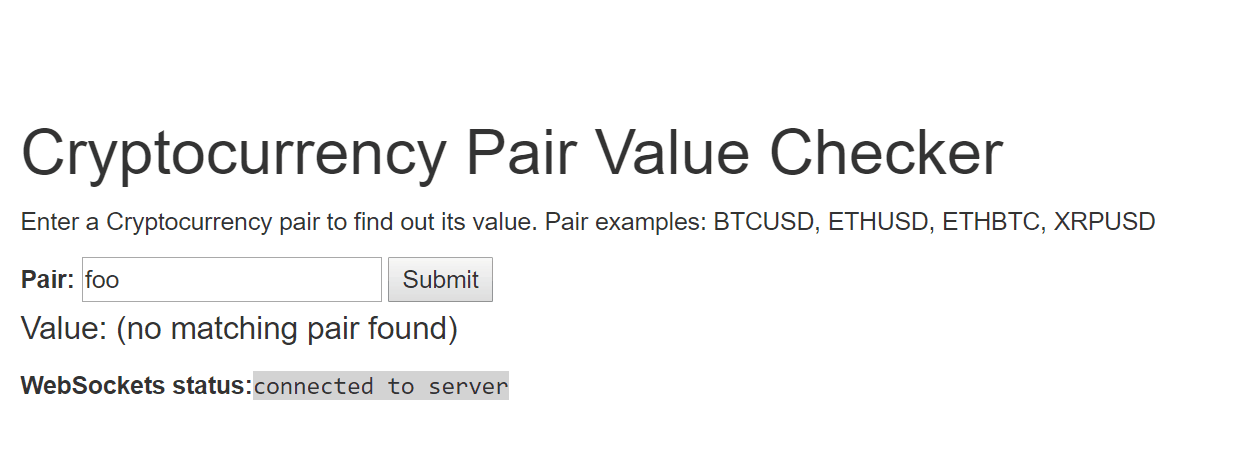 Cryptocurrency Pair Value Checker
Enter a Cryptocurrency pair to find out its value. Pair examples: BTCUSD, ETHUSD, ETHBTC, XRPUSD
Pair: foo Submit
Value: (no matching pair found)
WebSockets status:connected to server